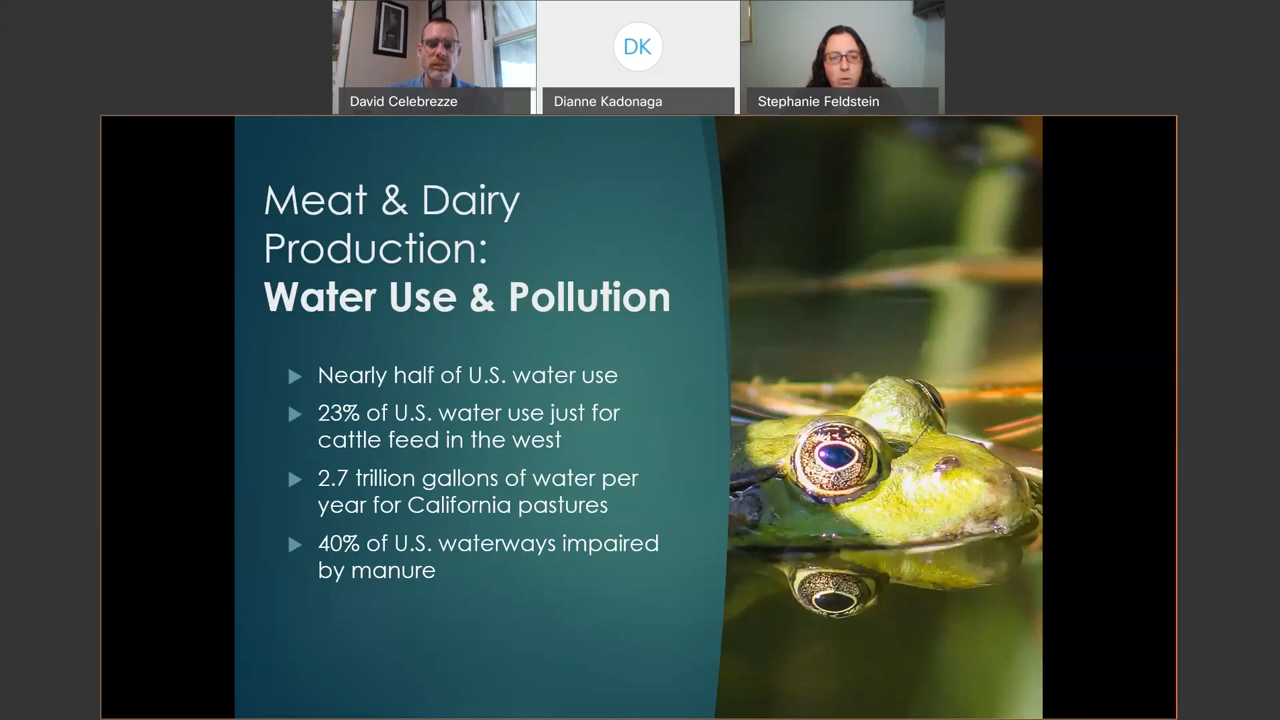 DK
David Celebrezze
Dianne Kadonaga
Stephanie Feldstein
Meat & Dairy
Production:
Water Use & Pollution
Nearly half of U.S. water use
23% of U.S. water use just for
cattle feed in the west
2.7 trillion gallons of water per
year for California pastures
40% of U.S. waterways impaired
by manure